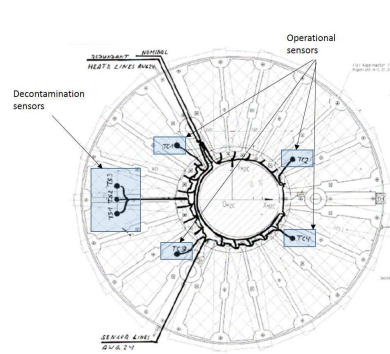 Operational
sensors
REDUNDANT NOMINAL
HEATR LINES AWG24
Decontamination
sensors
TC1
TC2
TS1 TS2 TS3
TC3
TC4
SENSOR LINES
AWG 24